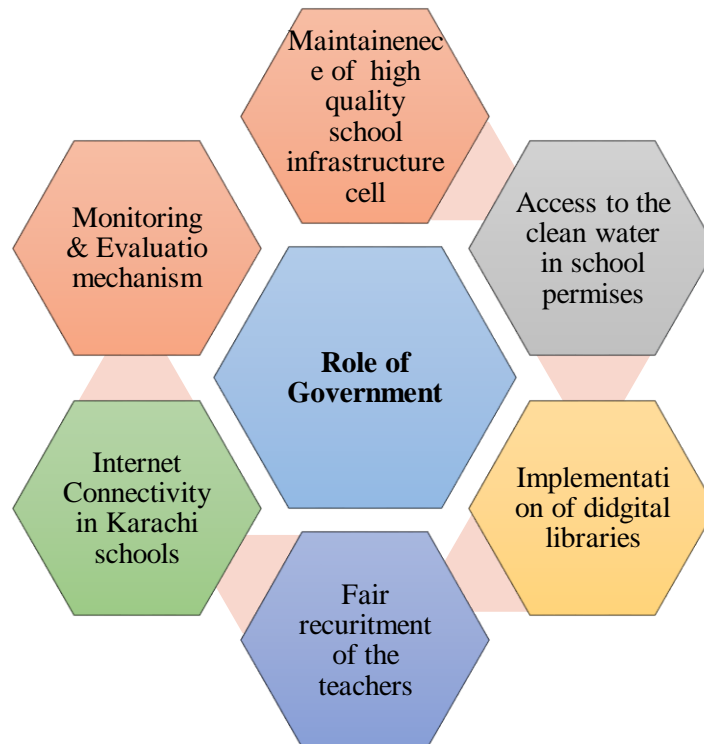 Maintainenec
e of high
quality
school
infrastructure
cell
Access to the
clean water
in school
permises
Implementati
on of didgital
libraries
Fair
recuritment
of the
teachers
Internet
Connectivity
in Karachi
schools
Monitoring
& Evaluatio
mechanism
Role of
Government